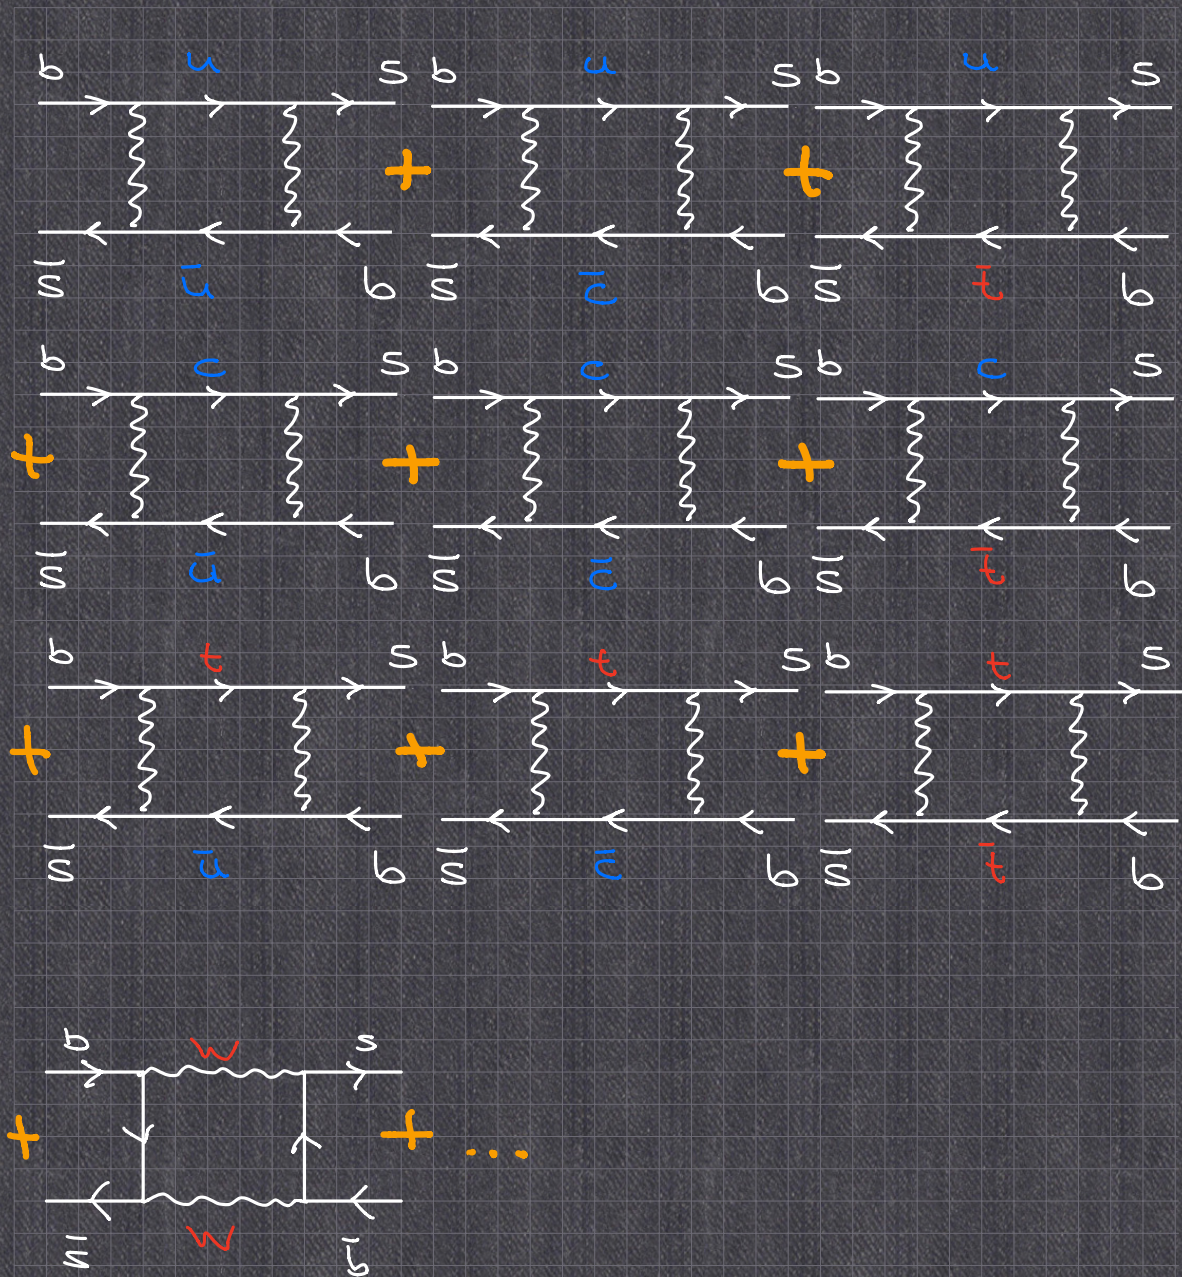 b u s b u s b u s
+ +
s̄ ū b s̄ c̄ b s̄ t̄ b
b c s b c s b c s
+ + +
s̄ ū b s̄ c̄ b s̄ t̄ b
b t s b t s b t s
+ + +
s̄ ū b s̄ c̄ b s̄ t̄ b
b W s
+ + ...
s̄ W b̄